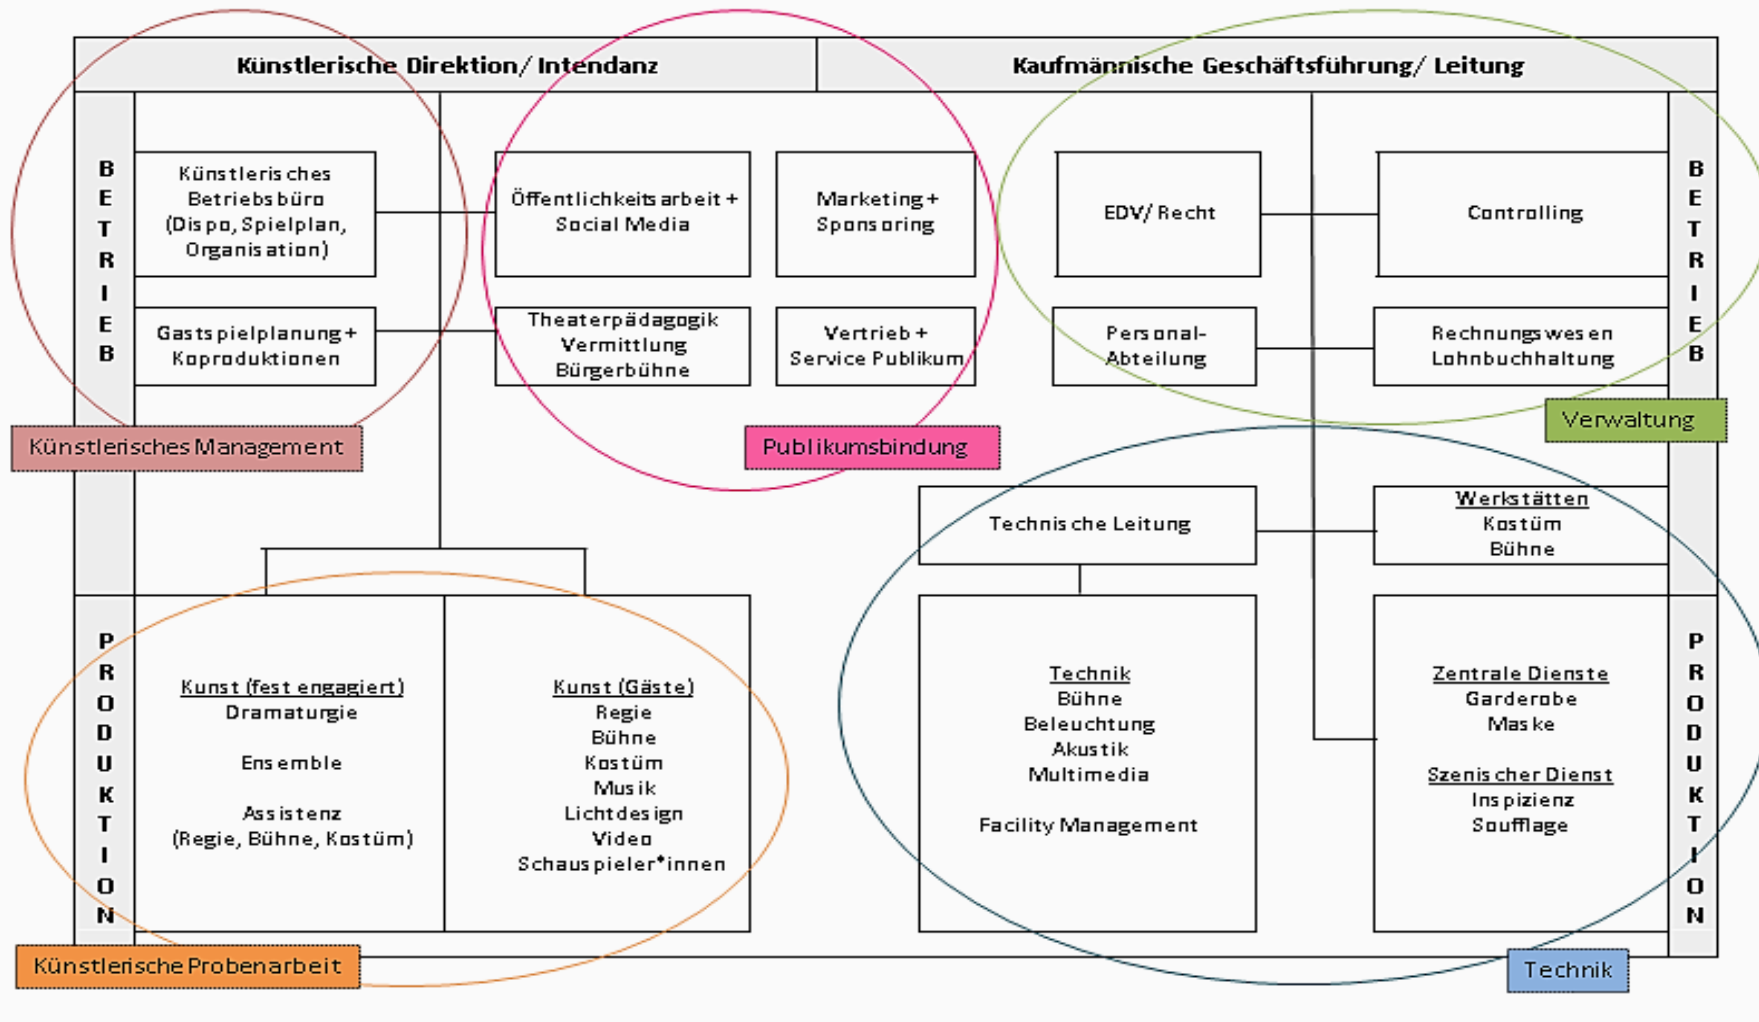 Künstlerische Direktion/ Intendanz
Kaufmännische Geschäftsführung/ Leitung
BETRIEB
Künstlerisches
Betriebsbüro
(Dispo, Spielplan,
Organisation)
Öffentlichkeitsarbeit +
Social Media
Marketing +
Sponsoring
EDV/ Recht
Controlling
BETRIEB
Gastspielplanung +
Koproduktionen
Theaterpädagogik
Vermittlung
Bürgerbühne
Vertrieb +
Service Publikum
Personal-
Abteilung
Rechnungswesen
Lohnbuchhaltung
Künstlerisches Management
Publikumsbindung
Verwaltung
Technische Leitung
Werkstätten
Kostüm
Bühne
PRODUKTION
Kunst (fest engagiert)
Dramaturgie
Ensemble
Assistenz
(Regie, Bühne, Kostüm)
Kunst (Gäste)
Regie
Bühne
Kostüm
Musik
Lichtdesign
Video
Schauspieler*innen
Technik
Bühne
Beleuchtung
Akustik
Multimedia
Facility Management
Zentrale Dienste
Garderobe
Maske
Szenischer Dienst
Inspizienz
Soufflage
PRODUKTION
Künstlerische Probenarbeit
Technik